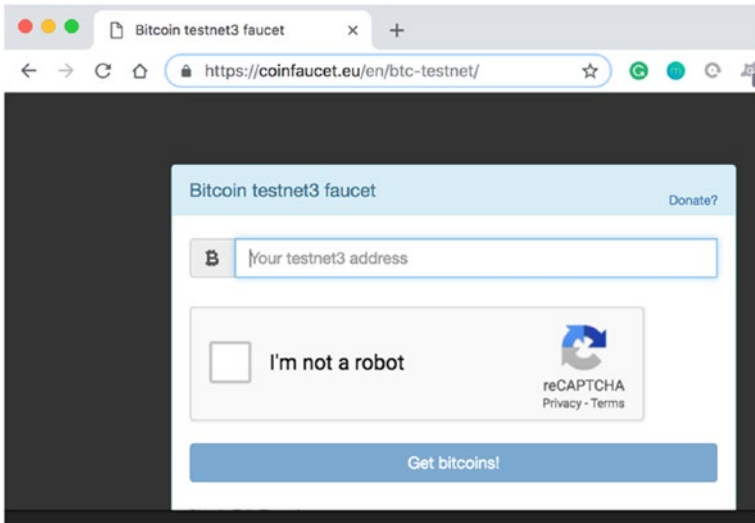 Bitcoin testnet3 faucet
https://coinfaucet.eu/en/btc-testnet/
Bitcoin testnet3 faucet
Donate?
Your testnet3 address
I'm not a robot
reCAPTCHA
Privacy - Terms
Get bitcoins!